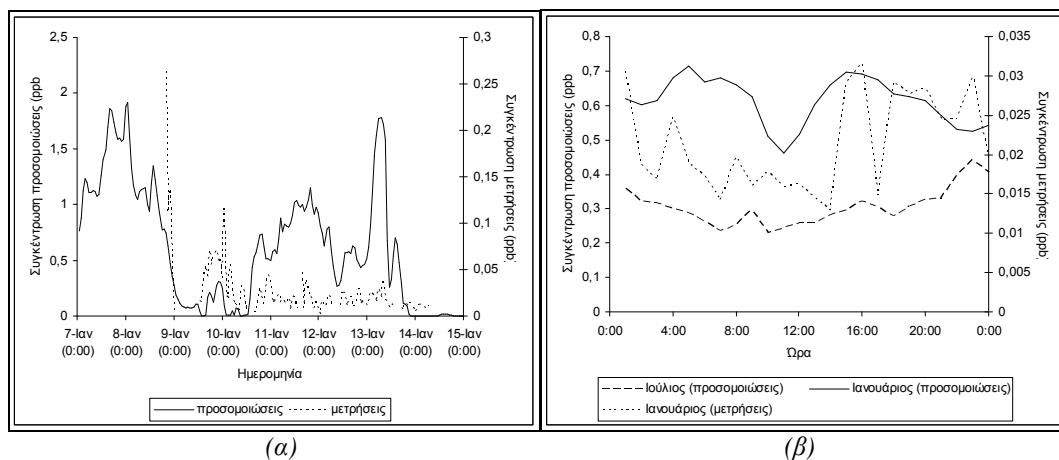 2,5
2
1,5
1
0,5
0
0,3
0,25
0,2
0,15
0,1
0,05
0
Συγκέντρωση προσομοιώσεις (ppb
Συγκέντρωση μετρήσεις (ppb)
7-Ιαν 8-Ιαν 9-Ιαν 10-Ιαν 11-Ιαν 12-Ιαν 13-Ιαν 14-Ιαν 15-Ιαν
(0:00) (0:00) (0:00) (0:00) (0:00) (0:00) (0:00) (0:00) (0:00)
Ημερομηνία
προσομοιώσεις μετρήσεις
(α)
0,8
0,7
0,6
0,5
0,4
0,3
0,2
0,1
0
0,035
0,03
0,025
0,02
0,015
0,01
0,005
0
Συγκέντρωση προσομοιώσεις (ppb
Συγκέντρωση μετρήσεις (ppb)
0:00 4:00 8:00 12:00 16:00 20:00 0:00
Ώρα
Ιούλιος (προσομοιώσεις) Ιανουάριος (προσομοιώσεις)
Ιανουάριος (μετρήσεις)
(β)